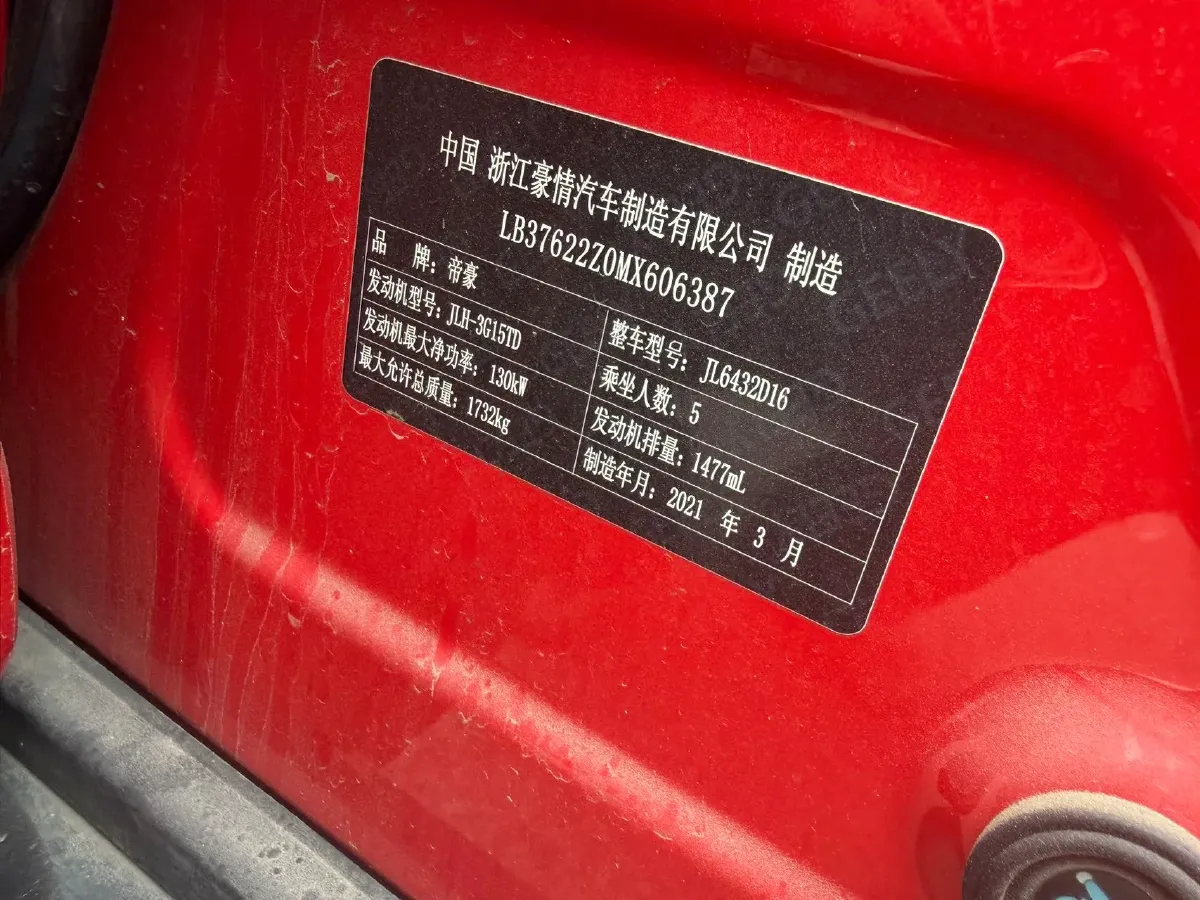 中国 浙江豪情汽车制造有限公司 制造
LB37622Z0MX606387
品 牌: 帝豪
整车型号: JL6432D16
发动机型号: JLH-3G15TD
乘坐人数: 5
发动机最大净功率: 130kW
发动机排量: 1477mL
最大允许总质量: 1732kg
制造年月: 2021 年 3 月